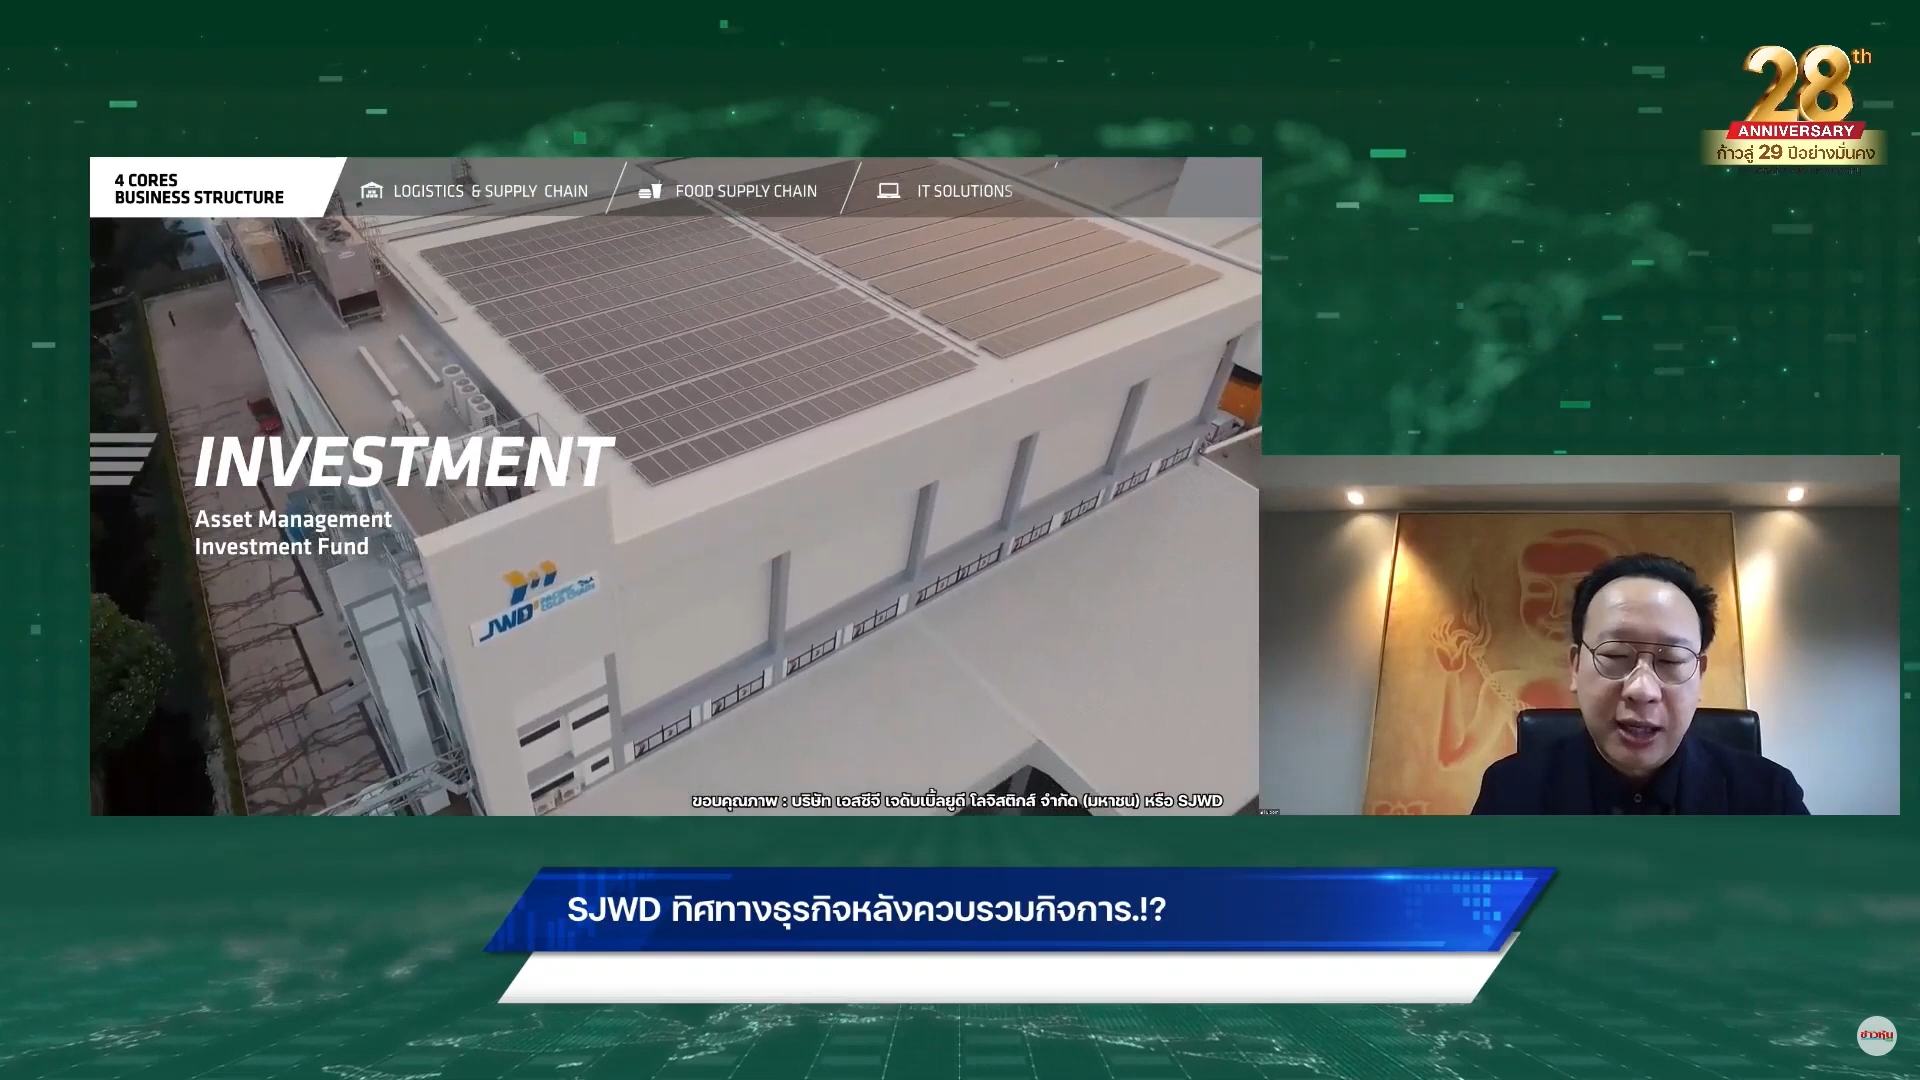 28th
ANNIVERSARY
ก้าวสู่ 29 ปีอย่างมั่นคง
4 CORES
BUSINESS STRUCTURE
LOGISTICS & SUPPLY CHAIN
FOOD SUPPLY CHAIN
IT SOLUTIONS
INVESTMENT
Asset Management
Investment Fund
JWD
PACIFIC
COLD CHAIN
ขอบคุณภาพ : บริษัท เอสซีจี เจดับเบิ้ลยูดี โลจิสติกส์ จำกัด (มหาชน) หรือ SJWD
SJWD ทิศทางธุรกิจหลังควบรวมกิจการ.!?
ข่าวหุ้น